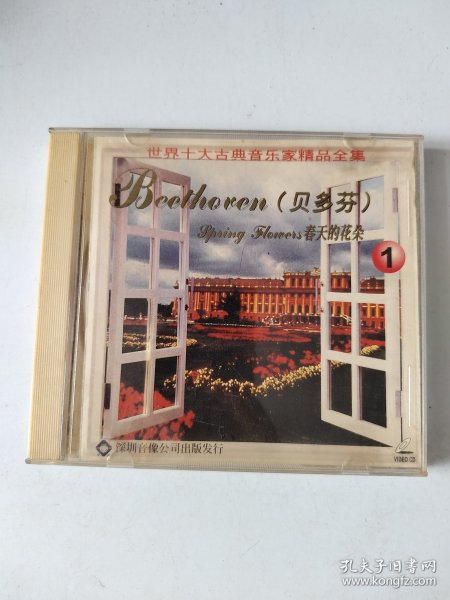 世界十大古典音乐家精品全集
Beethoven（贝多芬）
Spring Flowers 春天的花朵
1
深圳音像公司出版发行
VIDEO CD
孔夫子旧书网
www.kongfz.com